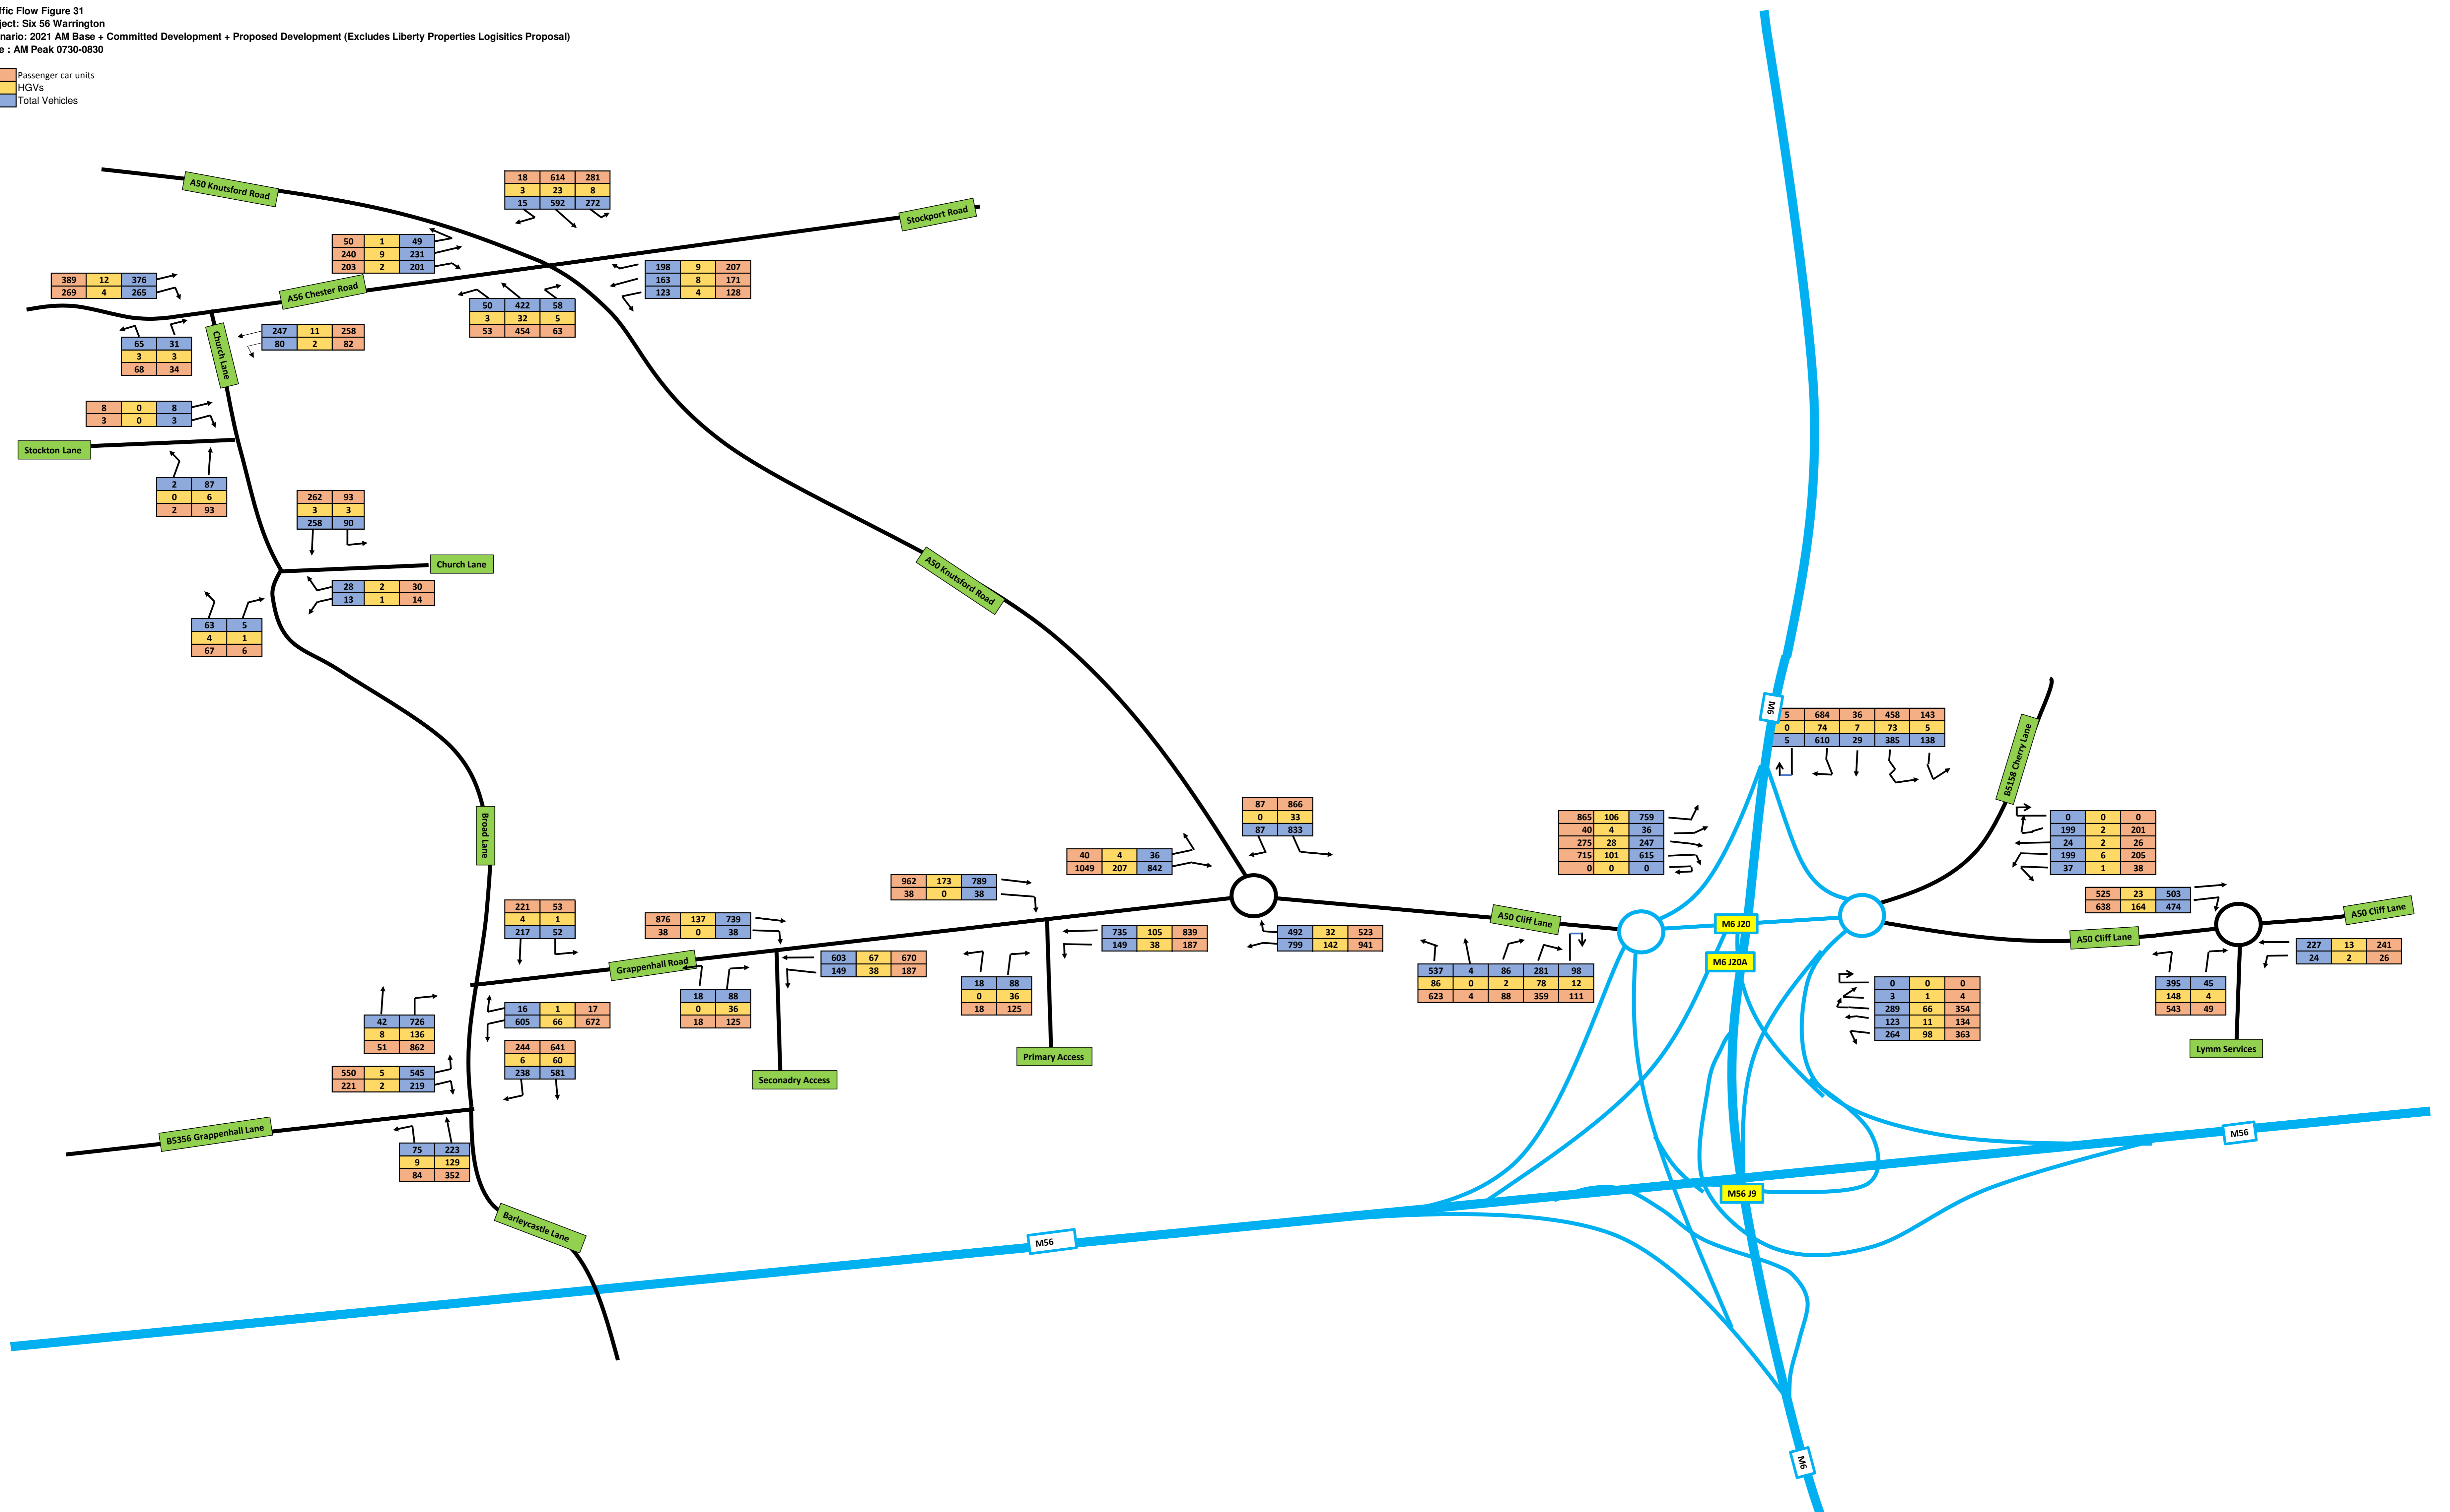 ffic Flow Figure 31
ject: Six 56 Warrington
nario: 2021 AM Base + Committed Development + Proposed Development (Excludes Liberty Properties Logisitics Proposal)
e : AM Peak 0730-0830
Passenger car units
HGVs
Total Vehicles
A50 Knutsford Road
18 614 281
3 23 8
15 592 272
Stockport Road
50 1 49
240 9 231
203 2 201
198 9 207
163 8 171
123 4 128
389 12 376
269 4 265
A56 Chester Road
50 422 58
3 32 5
53 454 63
Church Lane
247 11 258
80 2 82
65 31
3 3
68 34
8 0 8
3 0 3
Stockton Lane
2 87
0 6
2 93
262 93
3 3
258 90
Church Lane
28 2 30
13 1 14
63 5
4 1
67 6
A50 Knutsford Road
M6
5 684 36 458 143
0 74 7 73 5
5 610 29 385 138
B5158 Cherry Lane
Broad Lane
87 866
0 33
87 833
865 106 759
40 4 36
275 28 247
715 101 615
0 0 0
0 0 0
199 2 201
24 2 26
199 6 205
37 1 38
40 4 36
1049 207 842
962 173 789
38 0 38
525 23 503
638 164 474
221 53
4 1
217 52
876 137 739
38 0 38
A50 Cliff Lane
M6 J20
A50 Cliff Lane
A50 Cliff Lane
735 105 839
149 38 187
492 32 523
799 142 941
227 13 241
24 2 26
Grappenhall Road
603 67 670
149 38 187
M6 J20A
537 4 86 281 98
86 0 2 78 12
623 4 88 359 111
18 88
0 36
18 125
18 88
0 36
18 125
0 0 0
3 1 4
289 66 354
123 11 134
264 98 363
395 45
148 4
543 49
16 1 17
605 66 672
42 726
8 136
51 862
244 641
6 60
238 581
Primary Access
Lymm Services
Seconadry Access
550 5 545
221 2 219
B5356 Grappenhall Lane
75 223
9 129
84 352
M56
M56 J9
Barleycastle Lane
M56
M6